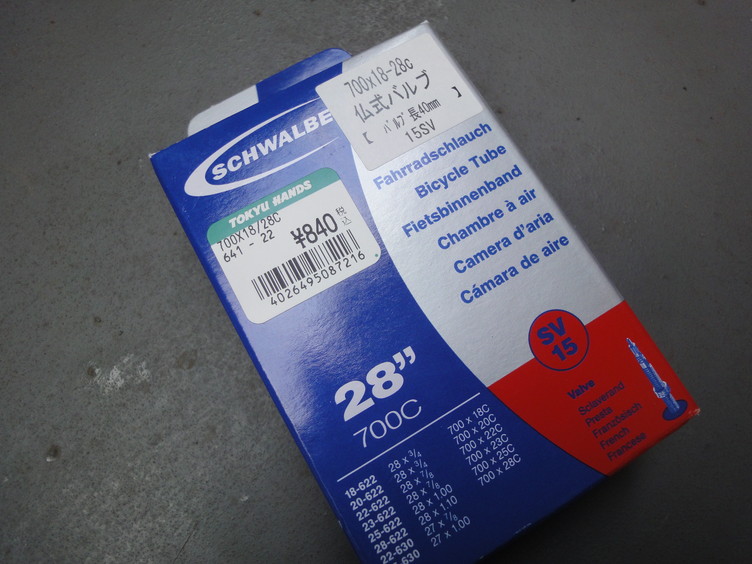 SCHWALBE
700x18-28c
仏式バルブ
【 バルブ長40mm 】
15SV
TOKYU HANDS
700X18/28C
641 - 22
¥840 税込
4026495087216
Fahrradschlauch
Bicycle Tube
Fietsbinnenband
Chambre à air
Camera d'aria
Cámara de aire
SV
15
Valve
Sclaverand
Presta
Französisch
French
Francese
28"
700C
18-622 28 x 3/4 700 x 18C
20-622 28 x 3/4 700 x 20C
22-622 28 x 7/8 700 x 22C
23-622 28 x 7/8 700 x 23C
25-622 28 x 1.00 700 x 25C
28-622 28 x 1.10 700 x 28C
22-630 27 x 7/8
27 x 1.00